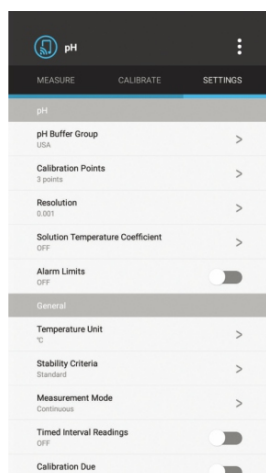 pH
MEASURE CALIBRATE SETTINGS
pH
pH Buffer Group
USA
Calibration Points
3 points
Resolution
0.001
Solution Temperature Coefficient
OFF
Alarm Limits
OFF
General
Temperature Unit
°C
Stability Criteria
Standard
Measurement Mode
Continuous
Timed Interval Readings
OFF
Calibration Due